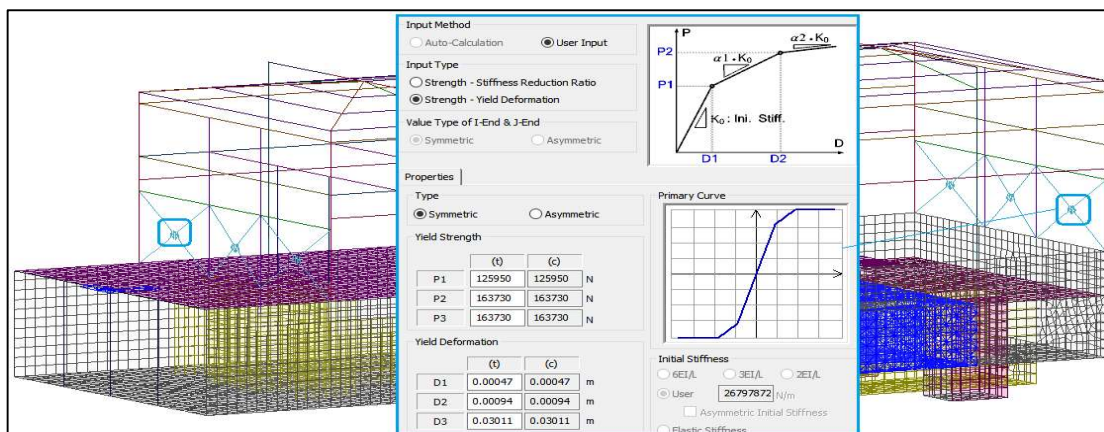 Input Method
Auto-Calculation User Input
Input Type
Strength - Stiffness Reduction Ratio
Strength - Yield Deformation
Value Type of I-End & J-End
Symmetric Asymmetric
P
P2
P1
α1·K₀
α2·K₀
K₀: Ini. Stiff.
D1 D2 D
Properties
Type
Symmetric Asymmetric
Yield Strength
(t) (c)
P1 125950 125950 N
P2 163730 163730 N
P3 163730 163730 N
Yield Deformation
(t) (c)
D1 0.00047 0.00047 m
D2 0.00094 0.00094 m
D3 0.03011 0.03011 m
Primary Curve
Initial Stiffness
6EI/L 3EI/L 2EI/L
User 26797872 N/m
Asymmetric Initial Stiffness
Elastic Stiffness